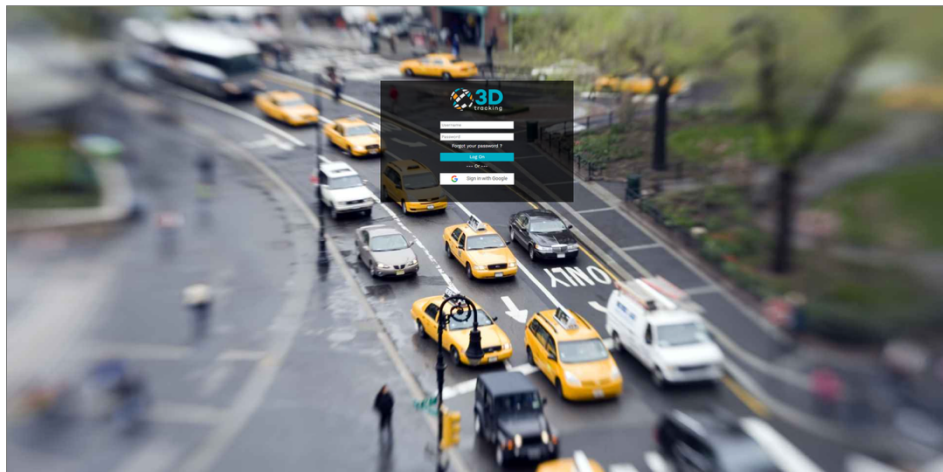 3D
tracking
Username
Password
Forgot your password ?
Log On
--- Or ---
Sign in with Google
ONLY